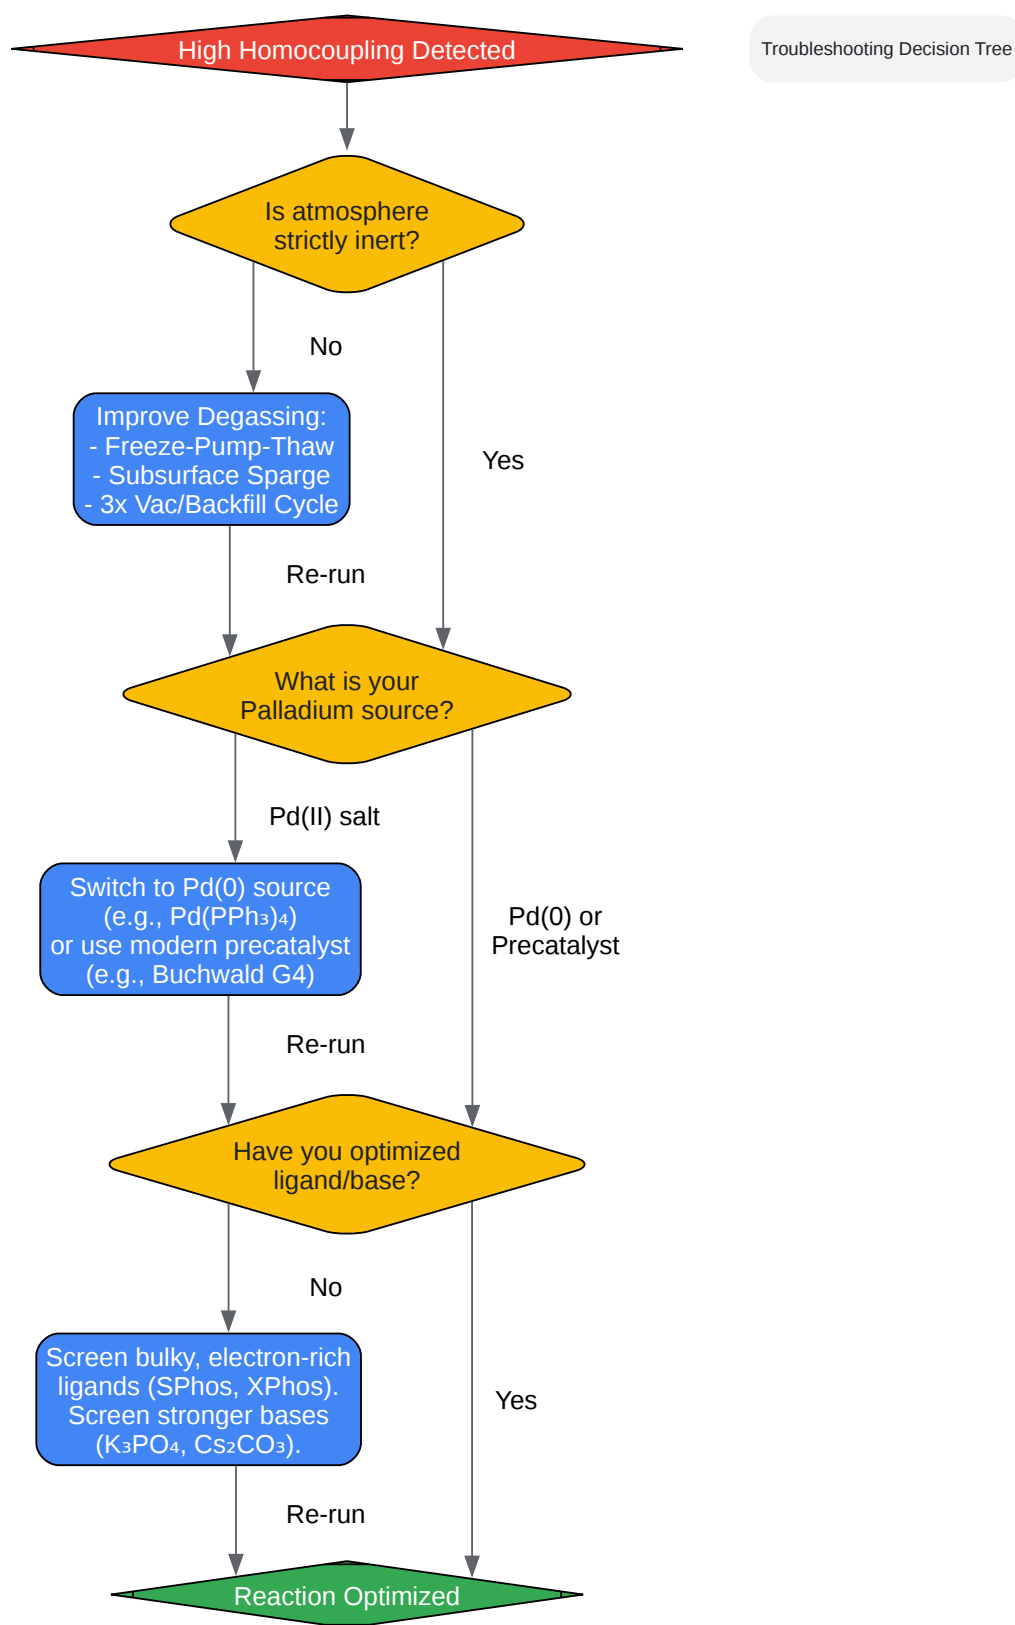 High Homocoupling Detected
Troubleshooting Decision Tree
Is atmosphere
strictly inert?
No
Improve Degassing:
- Freeze-Pump-Thaw
- Subsurface Sparge
- 3x Vac/Backfill Cycle
Yes
Re-run
What is your
Palladium source?
Pd(II) salt
Switch to Pd(0) source
(e.g., Pd(PPh₃)₄)
or use modern precatalyst
(e.g., Buchwald G4)
Pd(0) or
Precatalyst
Re-run
Have you optimized
ligand/base?
No
Screen bulky, electron-rich
ligands (SPhos, XPhos).
Screen stronger bases
(K₃PO₄, Cs₂CO₃).
Yes
Re-run
Reaction Optimized